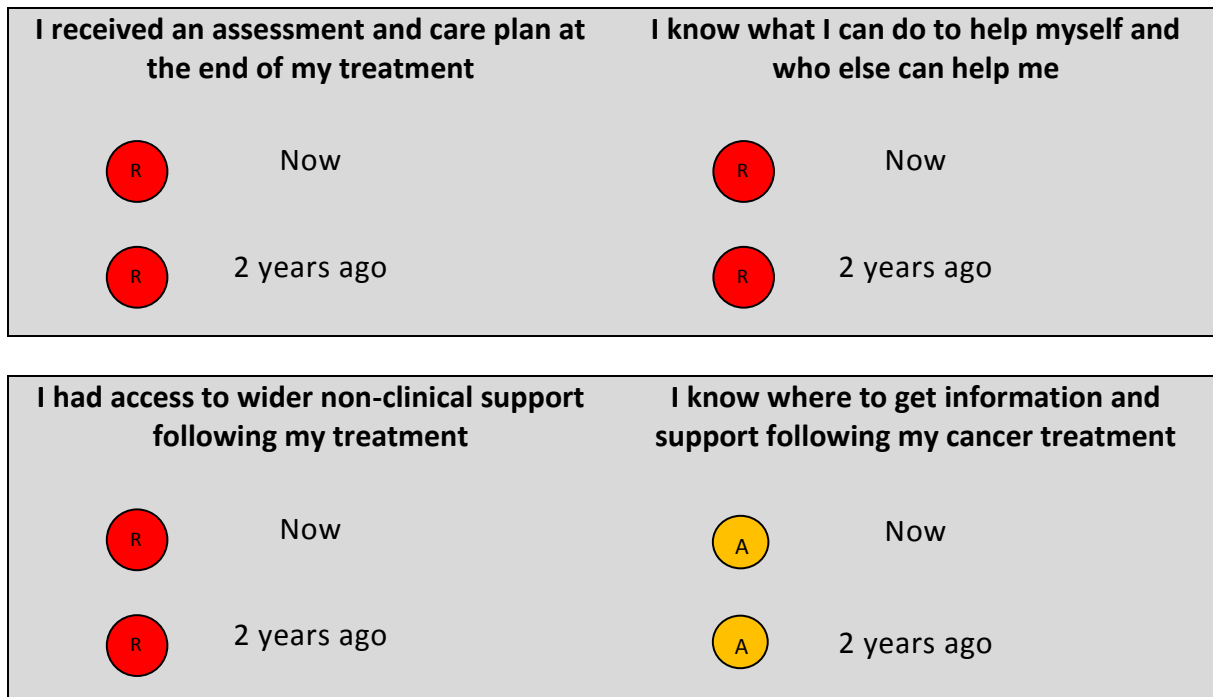 I received an assessment and care plan at
the end of my treatment
R Now
R 2 years ago
I know what I can do to help myself and
who else can help me
R Now
R 2 years ago
I had access to wider non-clinical support
following my treatment
R Now
R 2 years ago
I know where to get information and
support following my cancer treatment
A Now
A 2 years ago